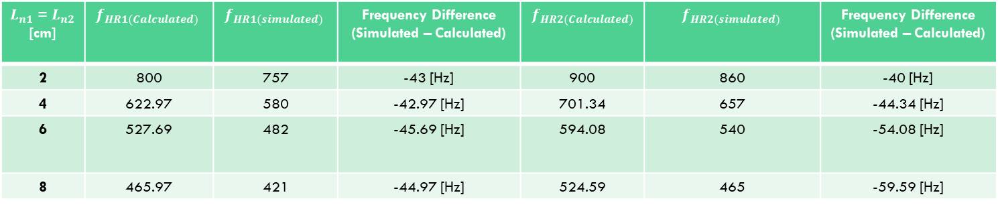 L_{n1} = L_{n2} [cm] f_{HR1(Calculated)} f_{HR1(simulated)} Frequency Difference (Simulated – Calculated) f_{HR2(Calculated)} f_{HR2(simulated)} Frequency Difference (Simulated – Calculated)
2 800 757 -43 [Hz] 900 860 -40 [Hz]
4 622.97 580 -42.97 [Hz] 701.34 657 -44.34 [Hz]
6 527.69 482 -45.69 [Hz] 594.08 540 -54.08 [Hz]
8 465.97 421 -44.97 [Hz] 524.59 465 -59.59 [Hz]